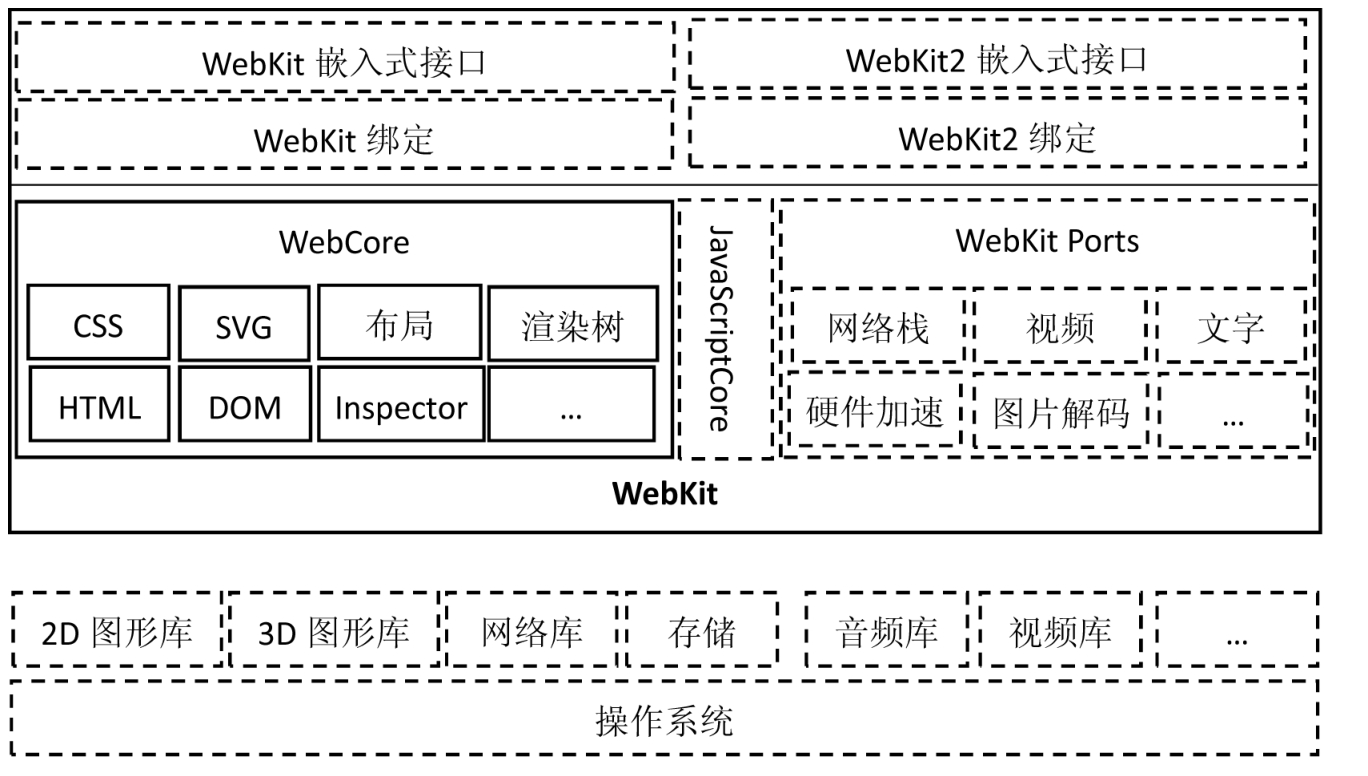 WebKit 嵌入式接口
WebKit2 嵌入式接口
WebKit 绑定
WebKit2 绑定
WebCore
JavaScriptCore
WebKit Ports
CSS
SVG
布局
渲染树
网络栈
视频
文字
HTML
DOM
Inspector
...
硬件加速
图片解码
...
WebKit
2D 图形库
3D 图形库
网络库
存储
音频库
视频库
...
操作系统